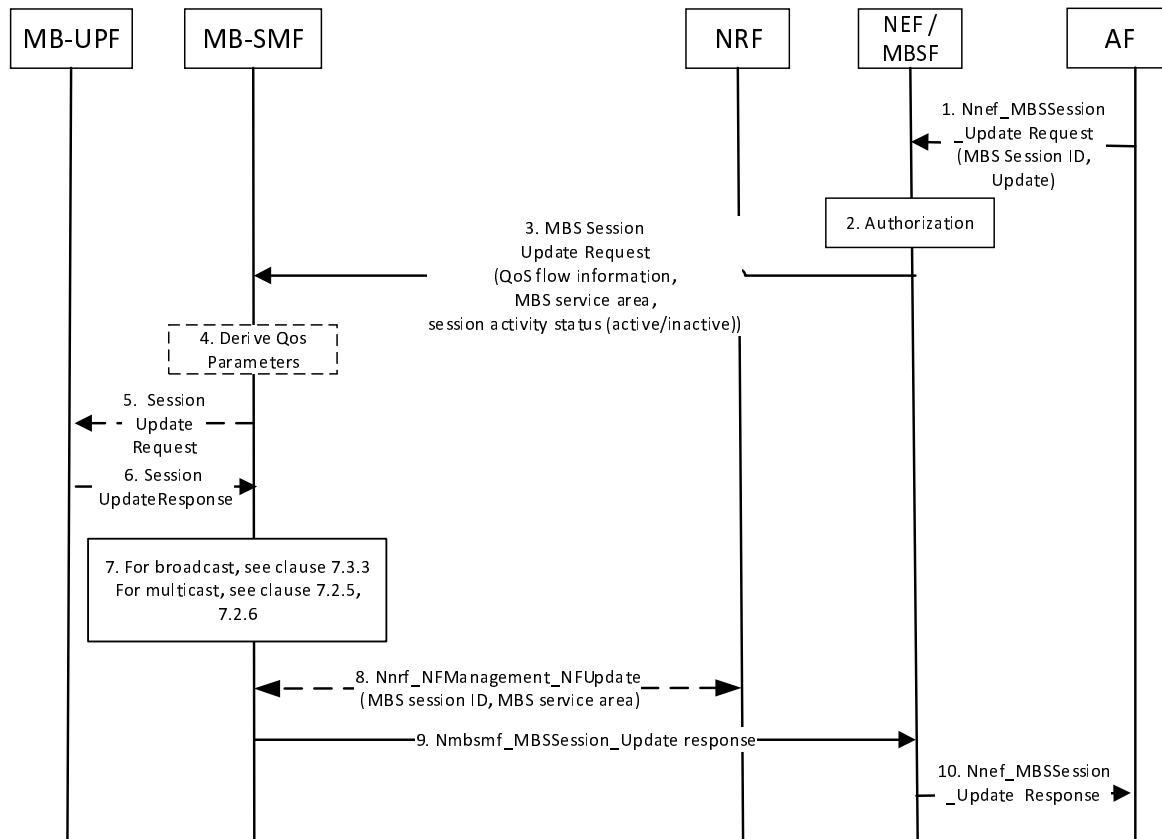 MB-UPF
MB-SMF
NRF
NEF /
MBSF
AF
1. Nnef_MBSSession
_Update Request
(MBS Session ID,
Update)
2. Authorization
3. MBS Session
Update Request
(QoS flow information,
MBS service area,
session activity status (active/inactive))
4. Derive Qos
Parameters
5. Session
Update
Request
6. Session
UpdateResponse
7. For broadcast, see clause 7.3.3
For multicast, see clause 7.2.5,
7.2.6
8. Nnrf_NFManagement_NFUpdate
(MBS session ID, MBS service area)
9. Nmbsmf_MBSSession_Update response
10. Nnef_MBSSession
_Update Response